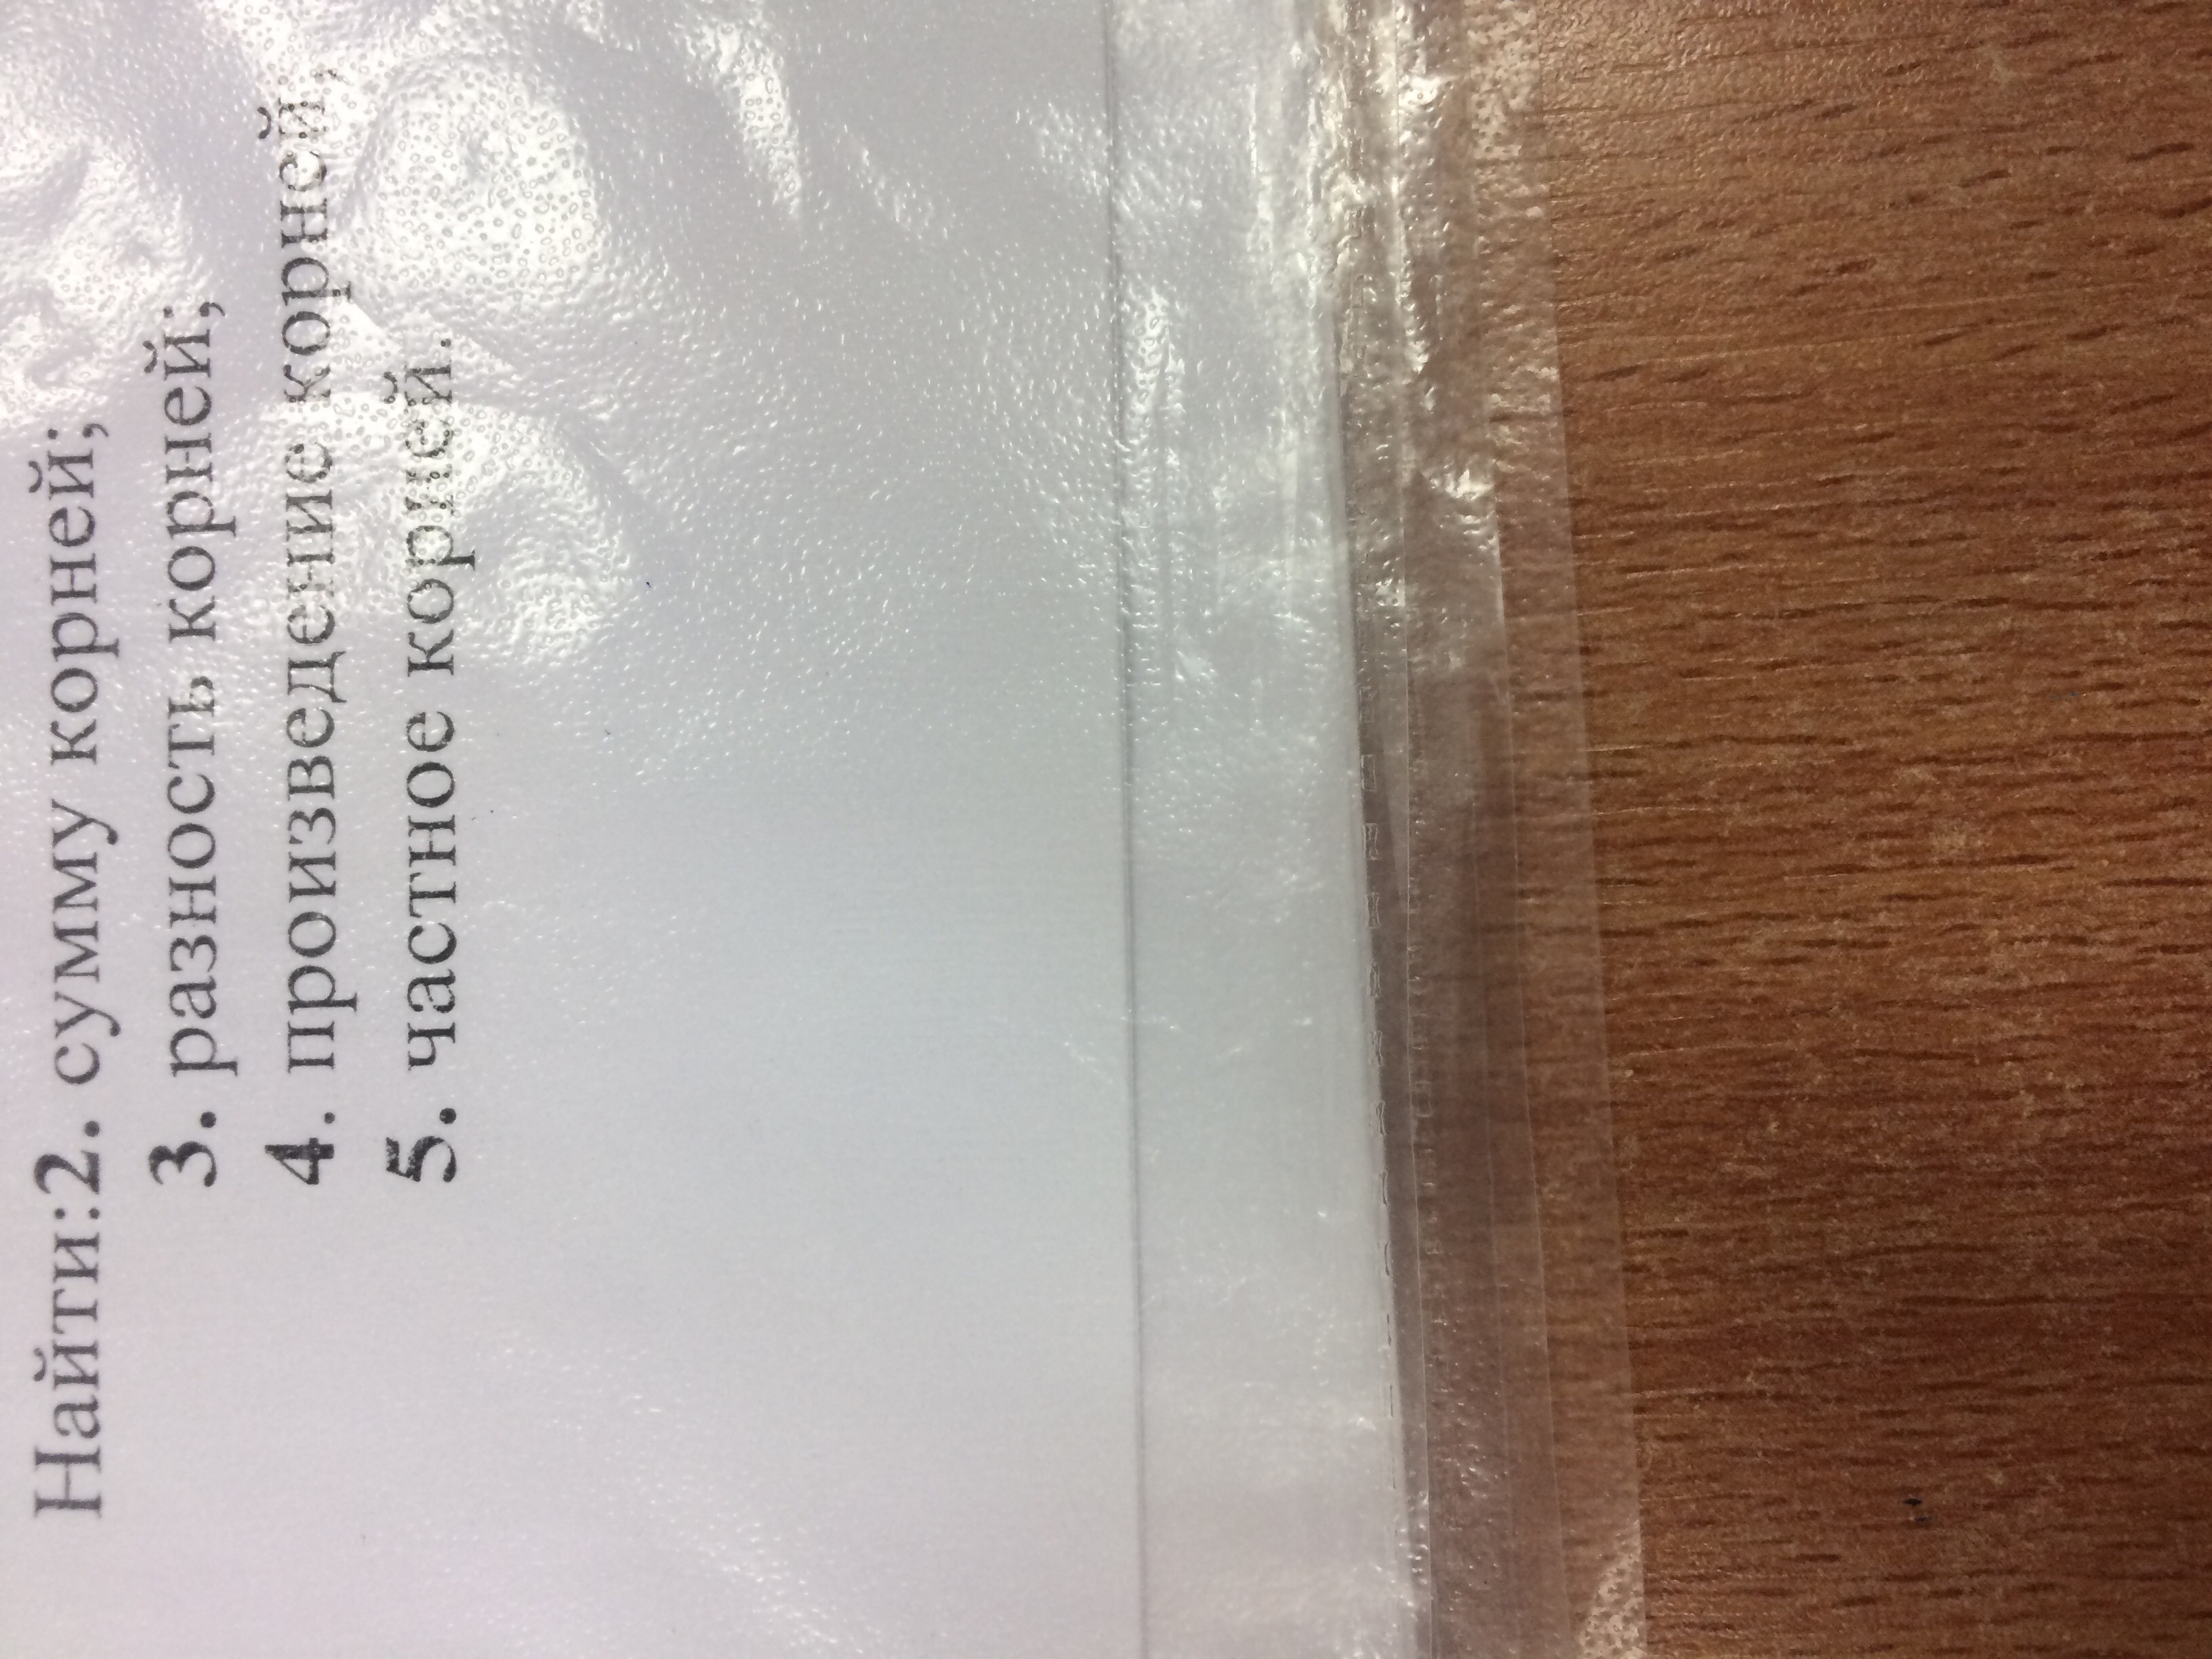 Найти:2. сумму корней;
3. разность корней;
4. произведение корней,
5. частное корней.